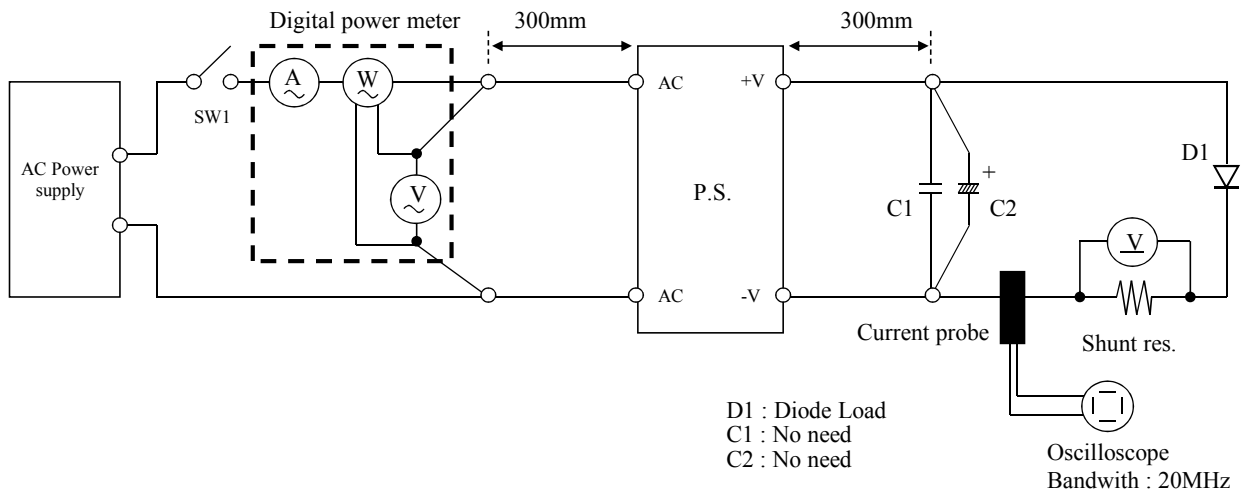 Digital power meter
300mm
300mm
A
W
AC
+V
SW1
D1
AC Power
supply
V
P.S.
C1
+
C2
V
AC
-V
Current probe
Shunt res.
D1 : Diode Load
C1 : No need
C2 : No need
Oscilloscope
Bandwith : 20MHz